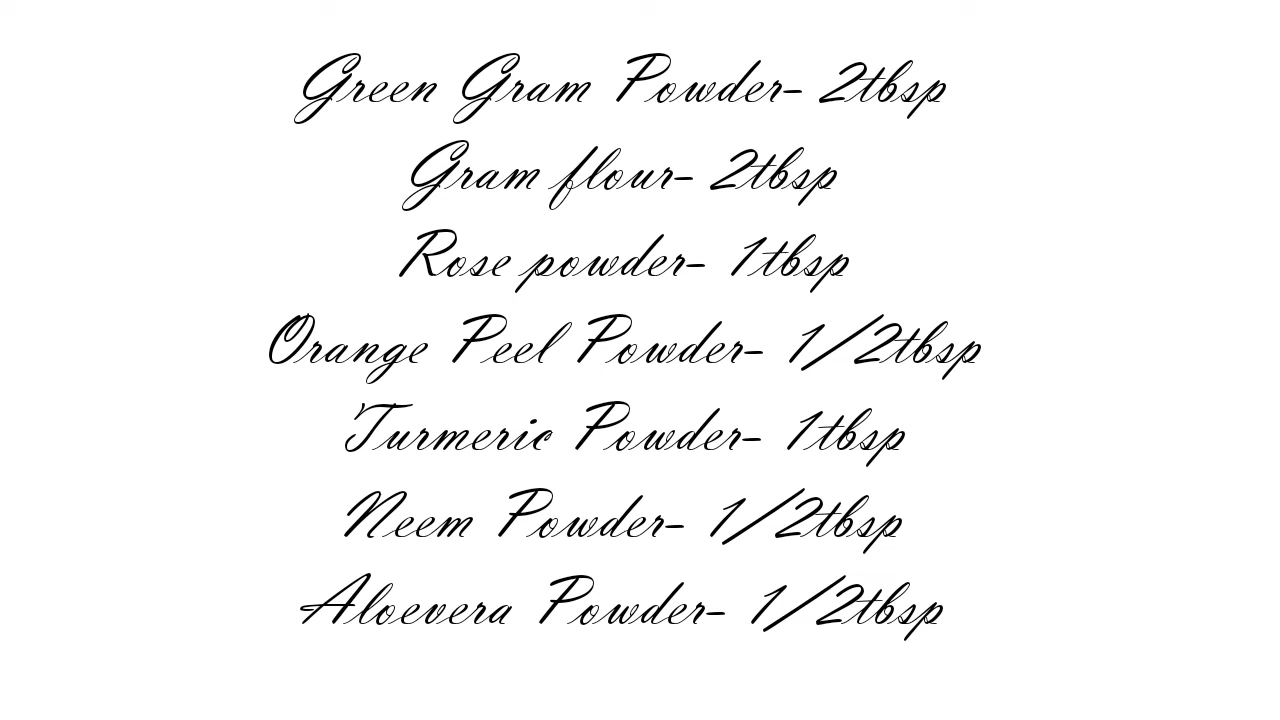 Green Gram Powder- 2tbsp
Gram flour- 2tbsp
Rose powder- 1tbsp
Orange Peel Powder- 1/2tbsp
Turmeric Powder- 1tbsp
Neem Powder- 1/2tbsp
Aloevera Powder- 1/2tbsp